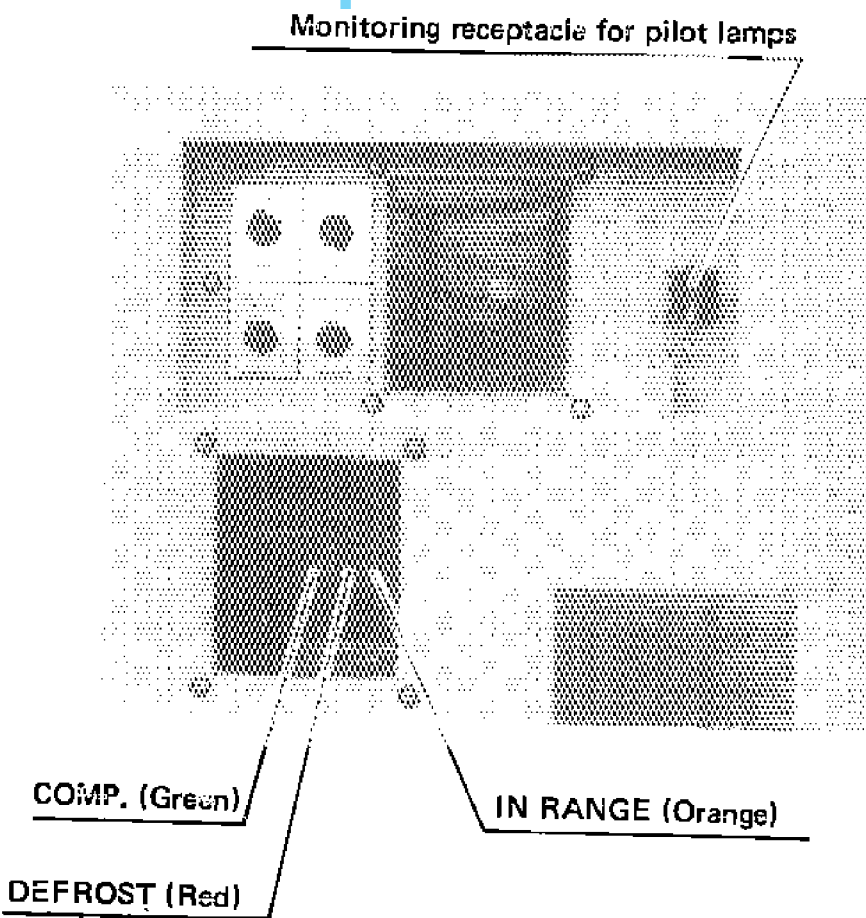 Monitoring receptacle for pilot lamps
COMP. (Green)
IN RANGE (Orange)
DEFROST (Red)